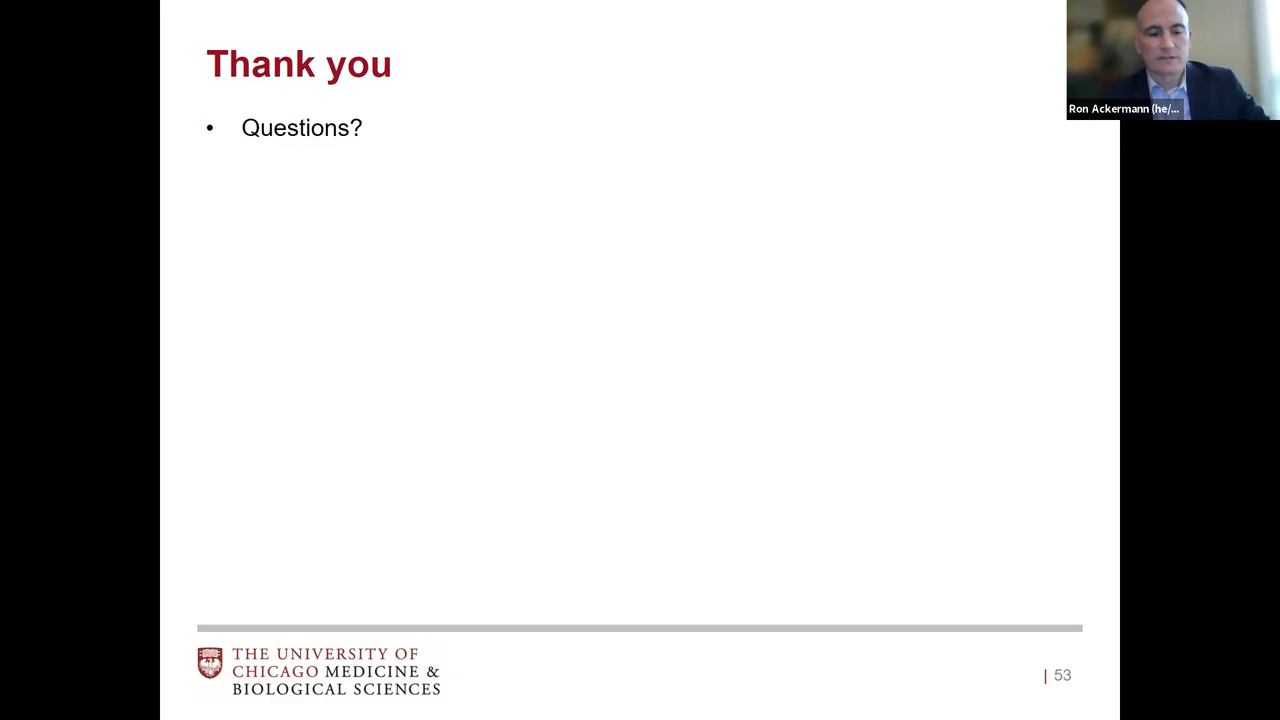 Thank you
• Questions?
Ron Ackermann (he/...
THE UNIVERSITY OF
CHICAGO MEDICINE &
BIOLOGICAL SCIENCES
| 53